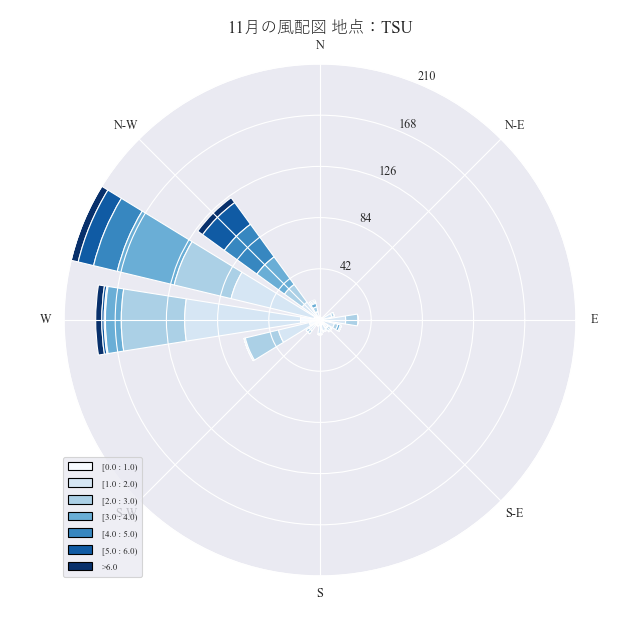 11月の風配図 地点：TSU
N
210
N-W
N-E
168
126
84
42
W
E
[0.0 : 1.0)
[1.0 : 2.0)
[2.0 : 3.0)
[3.0 : 4.0)
[4.0 : 5.0)
[5.0 : 6.0)
>6.0
S-W
S-E
S